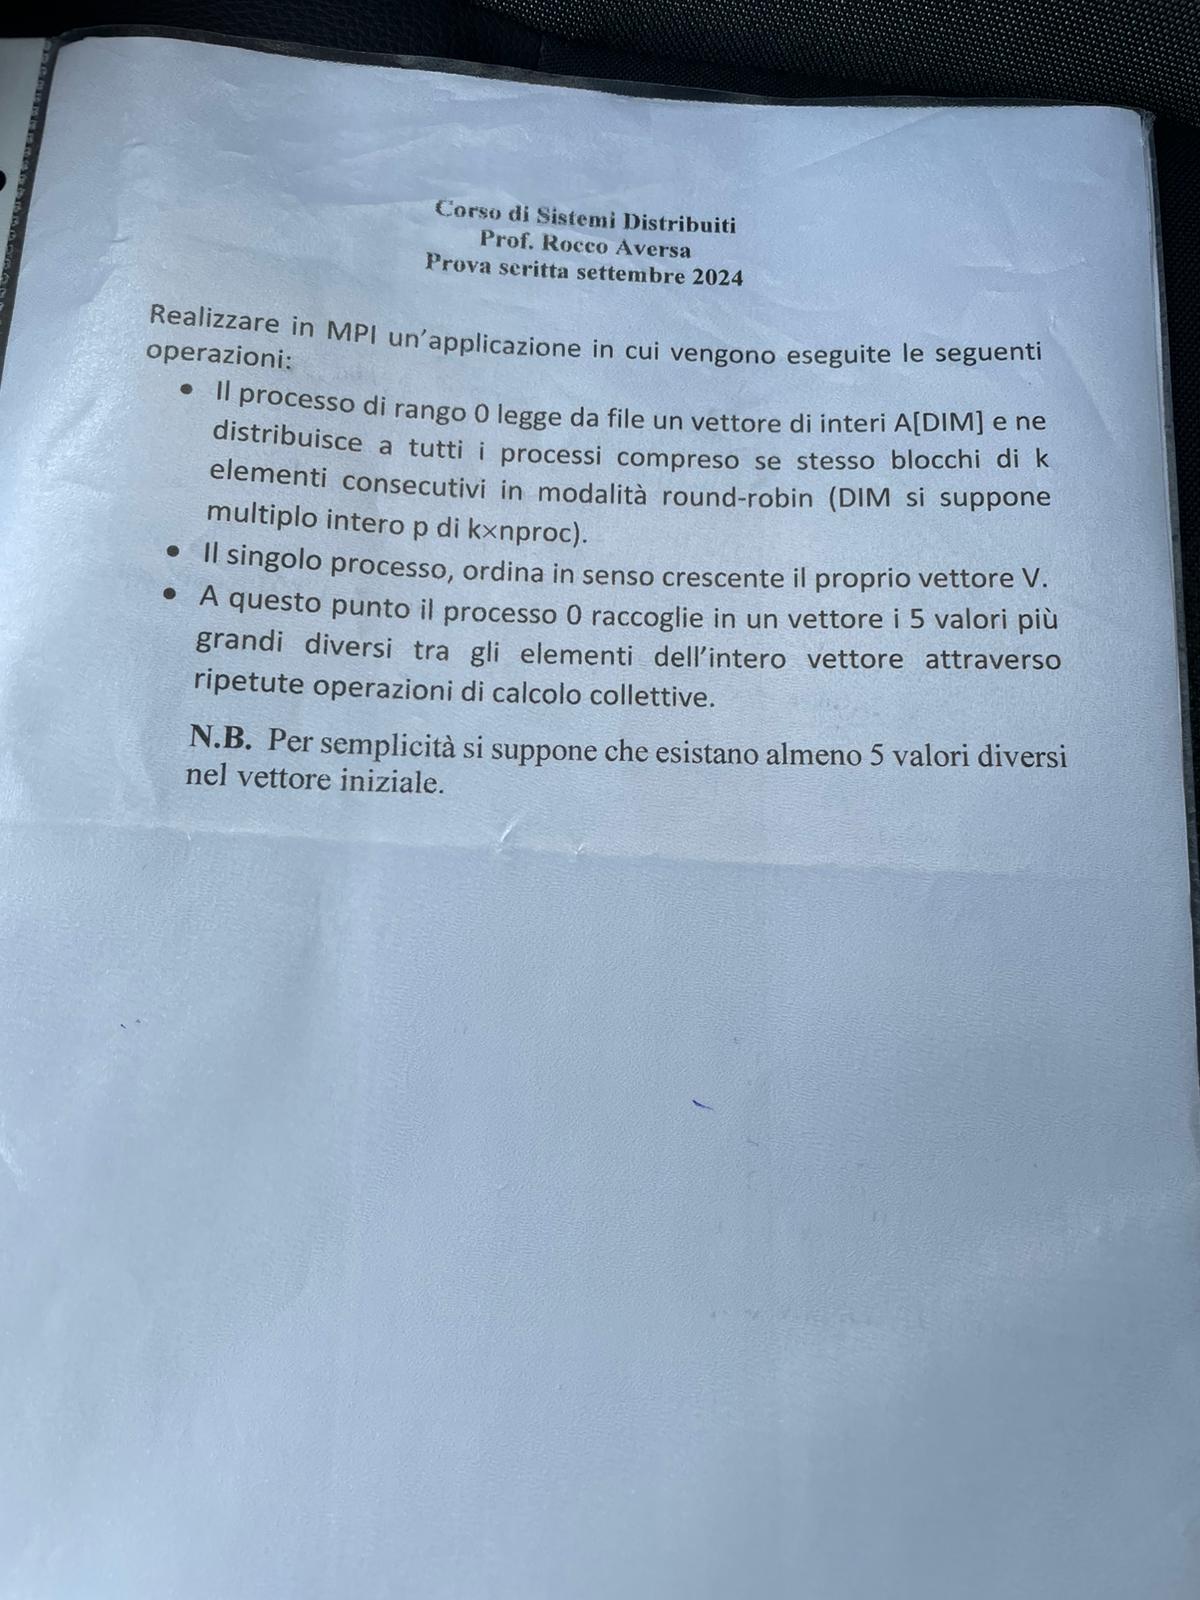 Corso di Sistemi Distribuiti
Prof. Rocco Aversa
Prova scritta settembre 2024
Realizzare in MPI un'applicazione in cui vengono eseguite le seguenti
operazioni:
• Il processo di rango 0 legge da file un vettore di interi A[DIM] e ne
distribuisce a tutti i processi compreso se stesso blocchi di k
elementi consecutivi in modalità round-robin (DIM si suppone
multiplo intero p di k×nproc).
• Il singolo processo, ordina in senso crescente il proprio vettore V.
• A questo punto il processo 0 raccoglie in un vettore i 5 valori più
grandi diversi tra gli elementi dell'intero vettore attraverso
ripetute operazioni di calcolo collettive.
N.B. Per semplicità si suppone che esistano almeno 5 valori diversi
nel vettore iniziale.